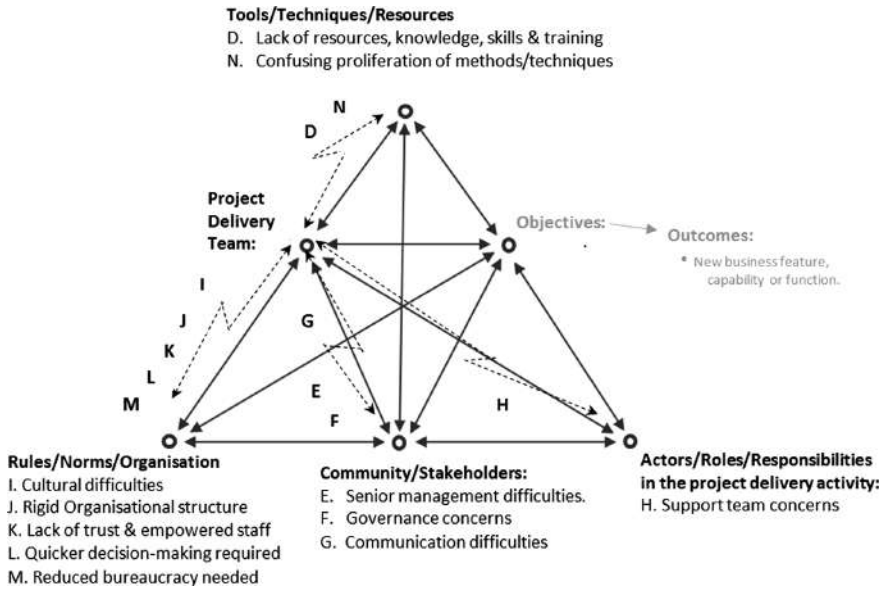 Tools/Techniques/Resources
D. Lack of resources, knowledge, skills & training
N. Confusing proliferation of methods/techniques
N
D
Project
Delivery
Team:
Objectives:
Outcomes:
• New business feature,
capability or function.
I
J
K
L
M
G
E
F
H
Rules/Norms/Organisation
I. Cultural difficulties
J. Rigid Organisational structure
K. Lack of trust & empowered staff
L. Quicker decision-making required
M. Reduced bureaucracy needed
Community/Stakeholders:
E. Senior management difficulties.
F. Governance concerns
G. Communication difficulties
Actors/Roles/Responsibilities
in the project delivery activity:
H. Support team concerns